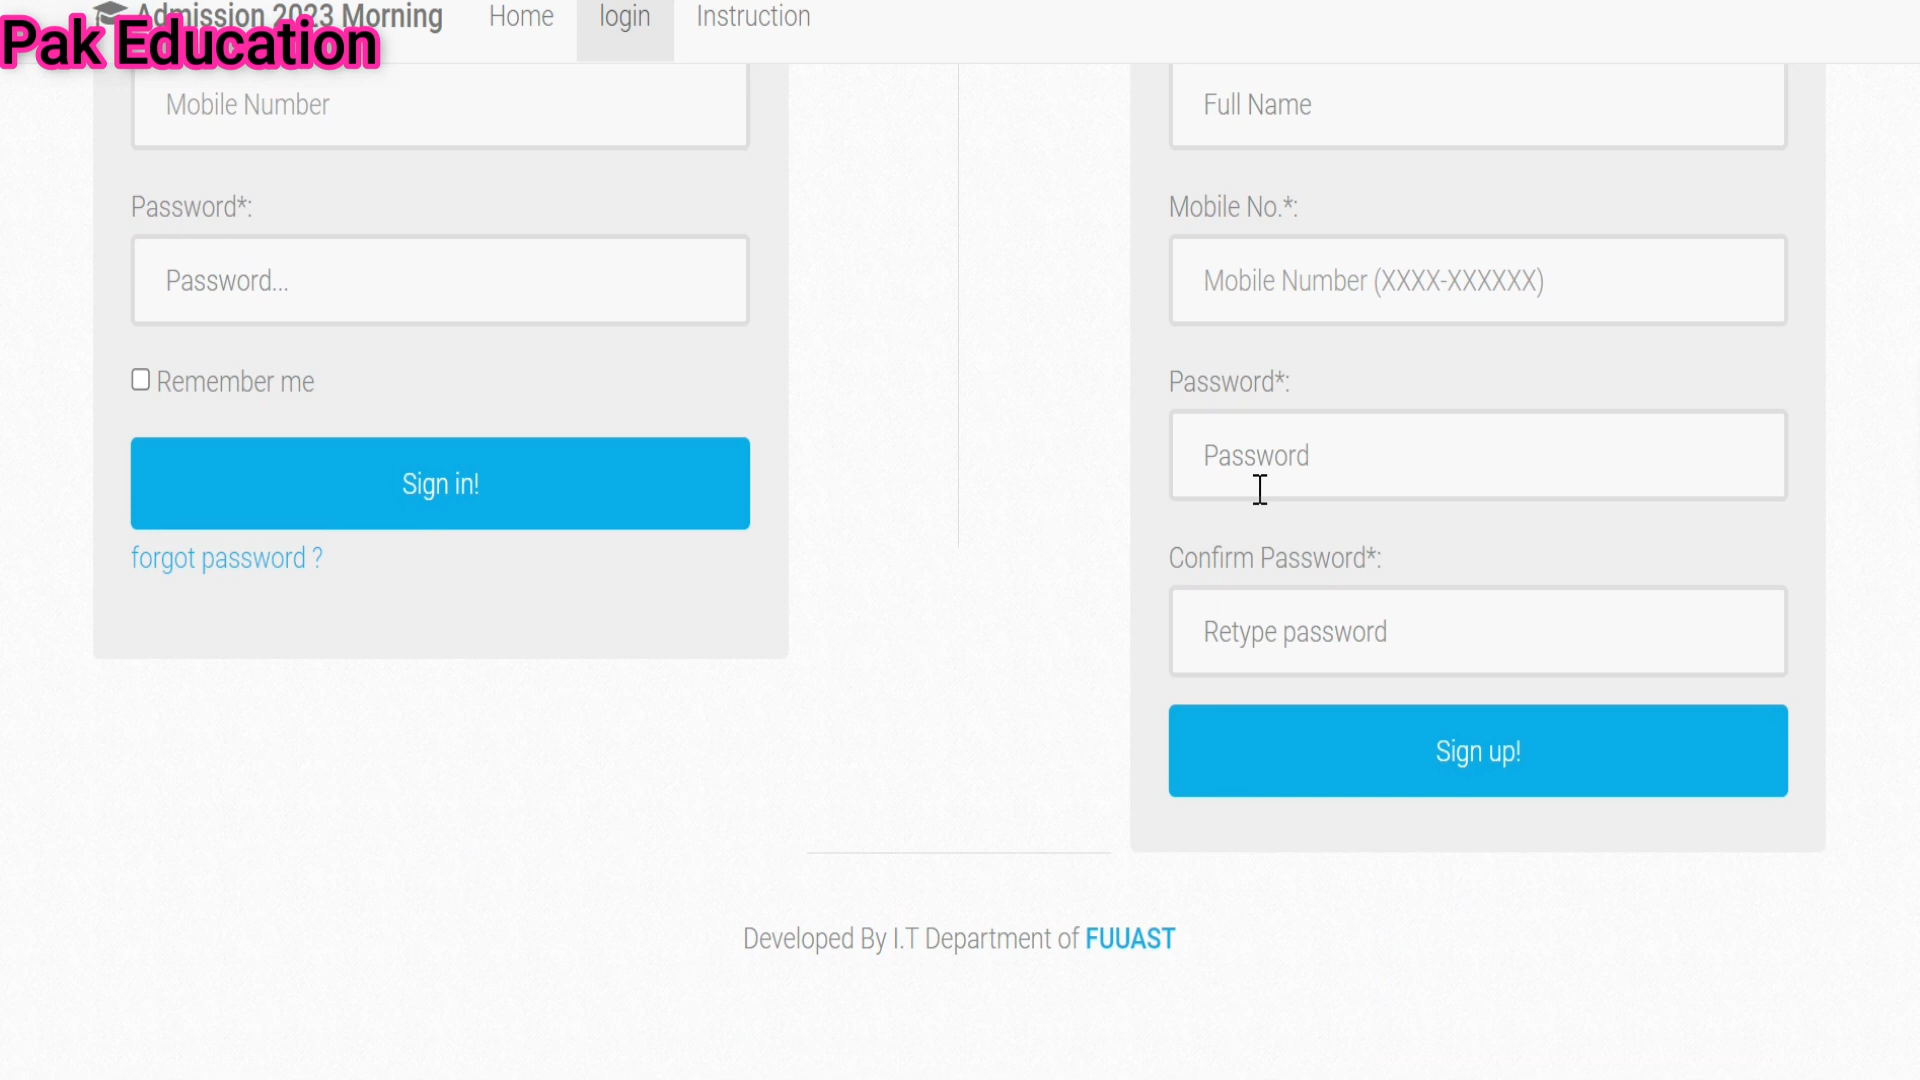 Admission 2023 Morning
Home
login
Instruction
Pak Education
Mobile Number
Password*:
Password...
Remember me
Sign in!
forgot password ?
Full Name
Mobile No.*:
Mobile Number (XXXX-XXXXXX)
Password*:
Password
Confirm Password*:
Retype password
Sign up!
Developed By I.T Department of FUUAST